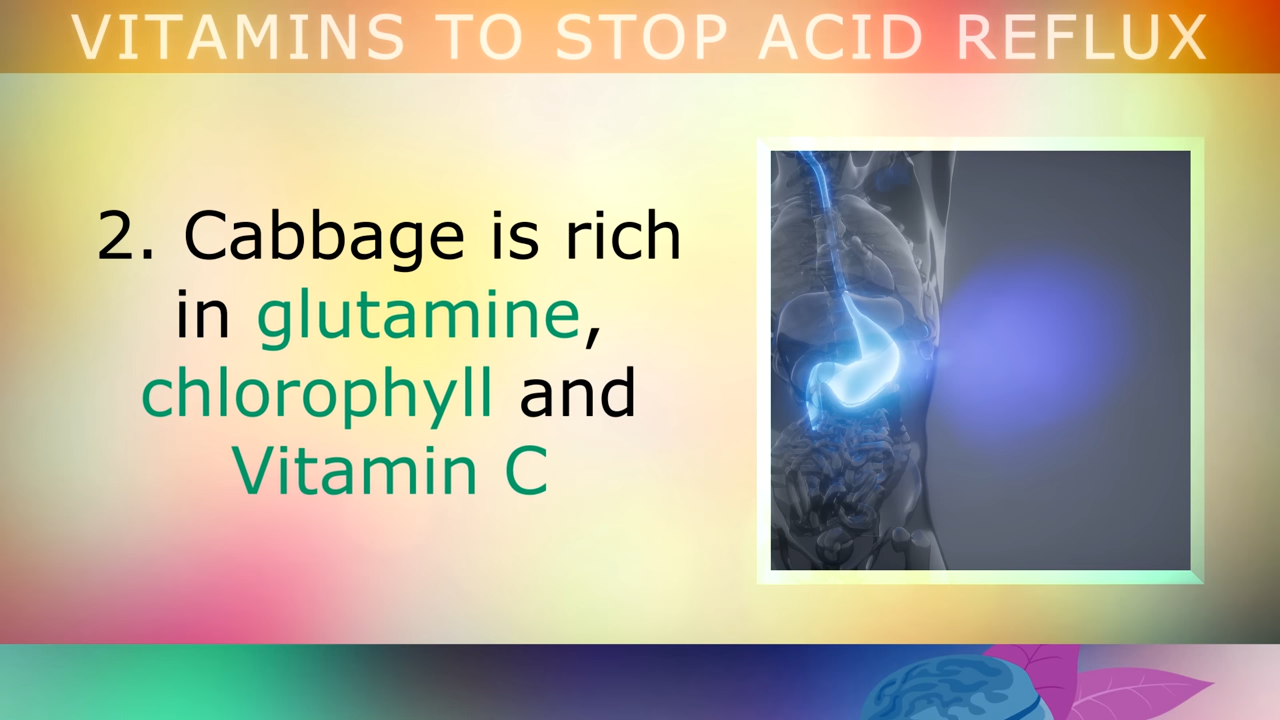 VITAMINS TO STOP ACID REFLUX
2. Cabbage is rich
in glutamine,
chlorophyll and
Vitamin C